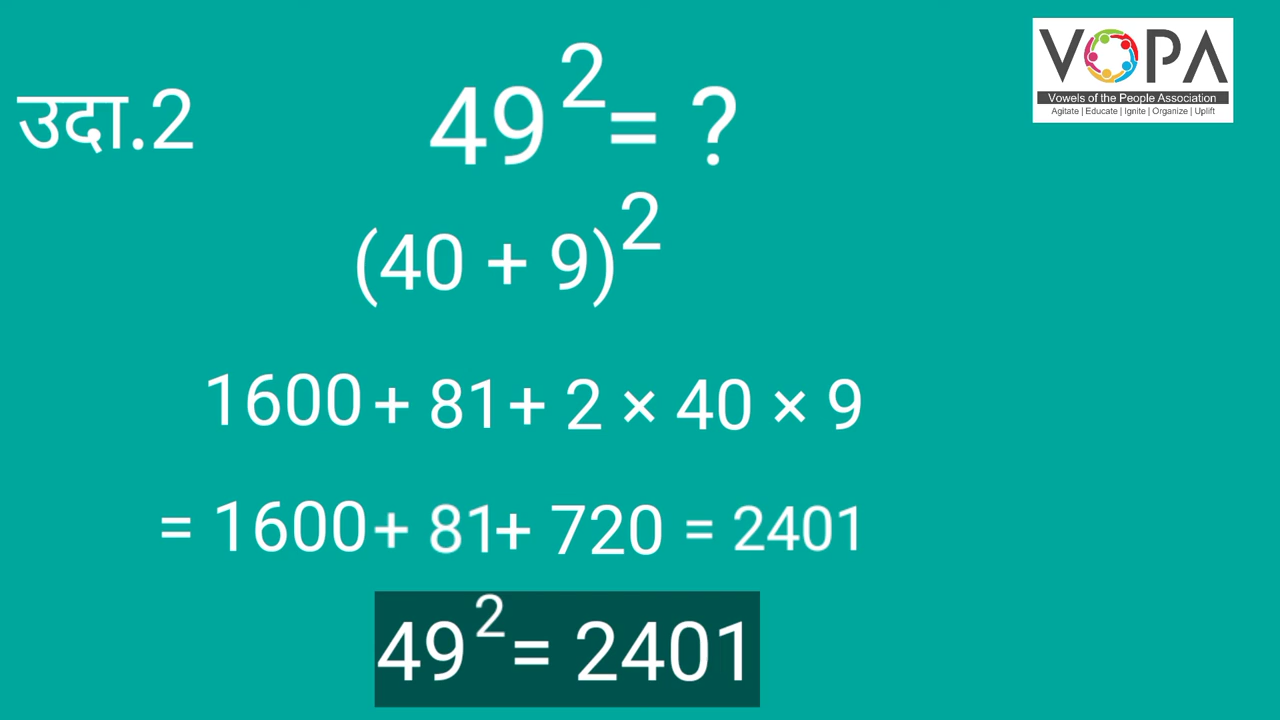 VOPA
Vowels of the People Association
Agitate | Educate | Ignite | Organize | Uplift
उदा.2 49² = ?
(40 + 9)²
1600 + 81 + 2 × 40 × 9
= 1600 + 81 + 720 = 2401
49² = 2401